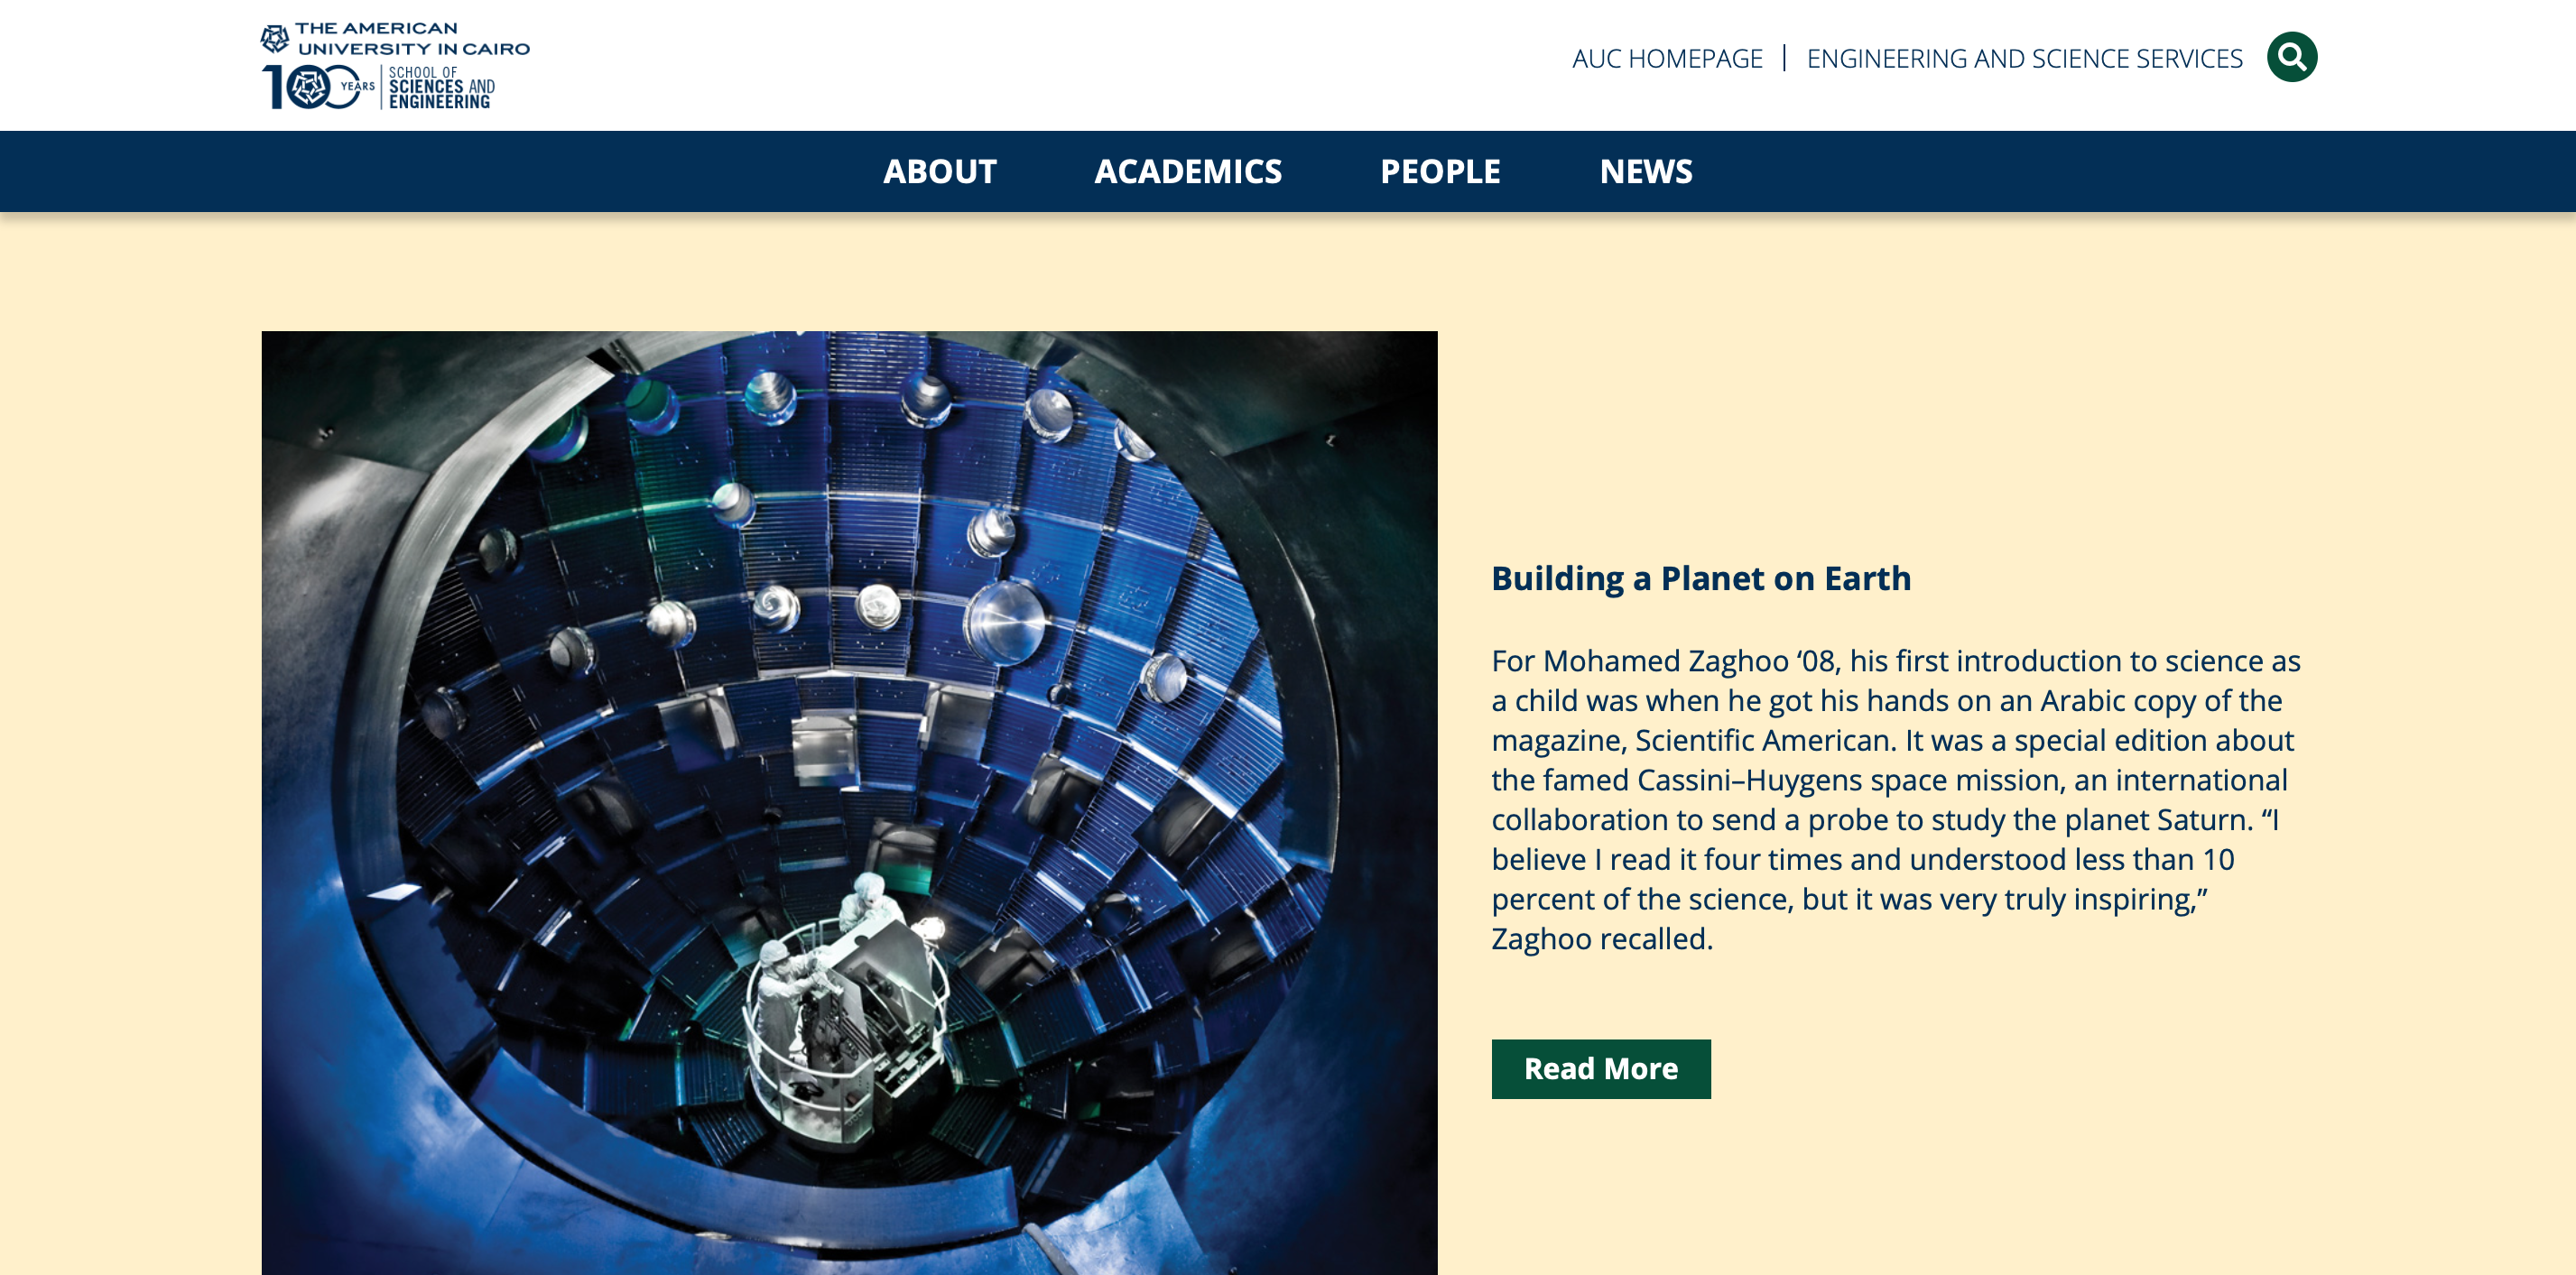 THE AMERICAN
UNIVERSITY IN CAIRO
100 YEARS
SCHOOL OF
SCIENCES AND
ENGINEERING
AUC HOMEPAGE
ENGINEERING AND SCIENCE SERVICES
ABOUT
ACADEMICS
PEOPLE
NEWS
Building a Planet on Earth
For Mohamed Zaghoo ‘08, his first introduction to science as
a child was when he got his hands on an Arabic copy of the
magazine, Scientific American. It was a special edition about
the famed Cassini–Huygens space mission, an international
collaboration to send a probe to study the planet Saturn. “I
believe I read it four times and understood less than 10
percent of the science, but it was very truly inspiring,”
Zaghoo recalled.
Read More